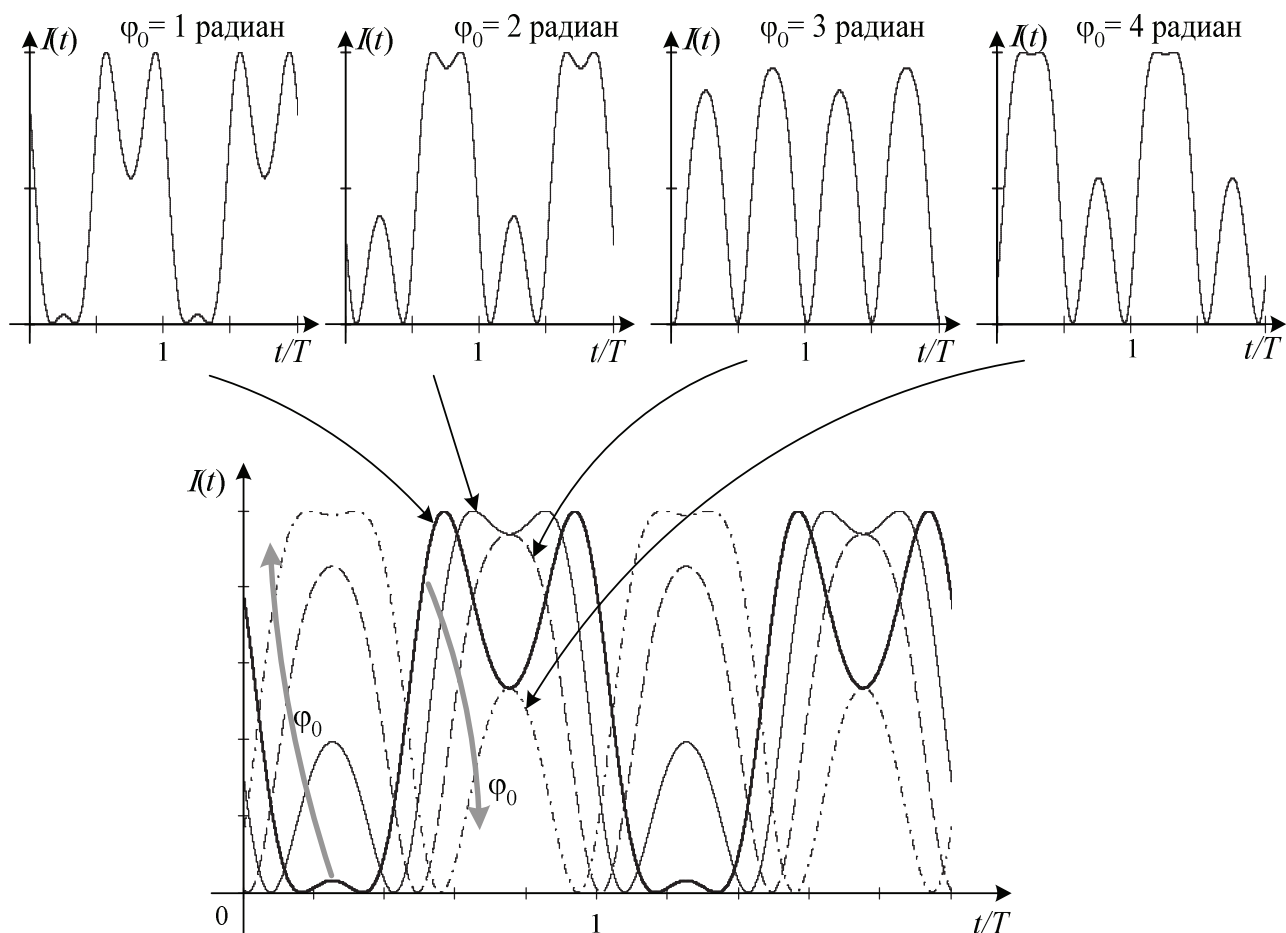 φ₀= 1 радиан
φ₀= 2 радиан
φ₀= 3 радиан
φ₀= 4 радиан
I(t)
I(t)
I(t)
I(t)
1
t/T
1
t/T
1
t/T
1
t/T
I(t)
φ₀
φ₀
0
1
t/T